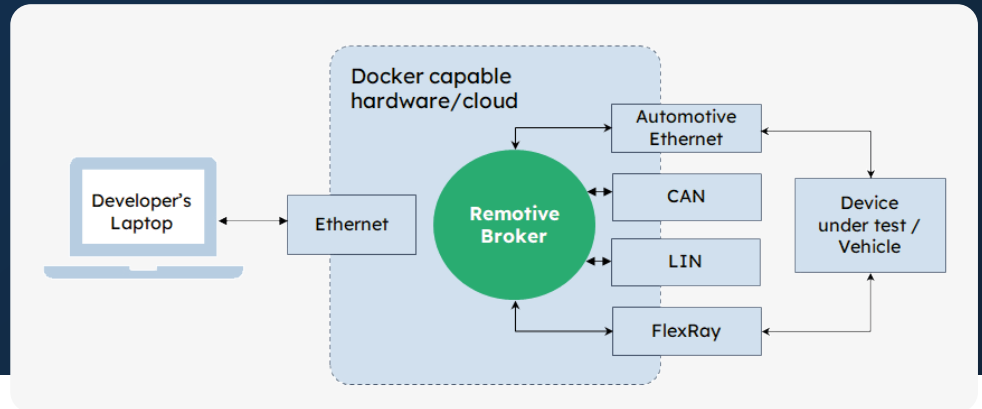 Docker capable
hardware/cloud
Automotive
Ethernet
Developer's
Laptop
Ethernet
Remotive
Broker
CAN
LIN
FlexRay
Device
under test /
Vehicle